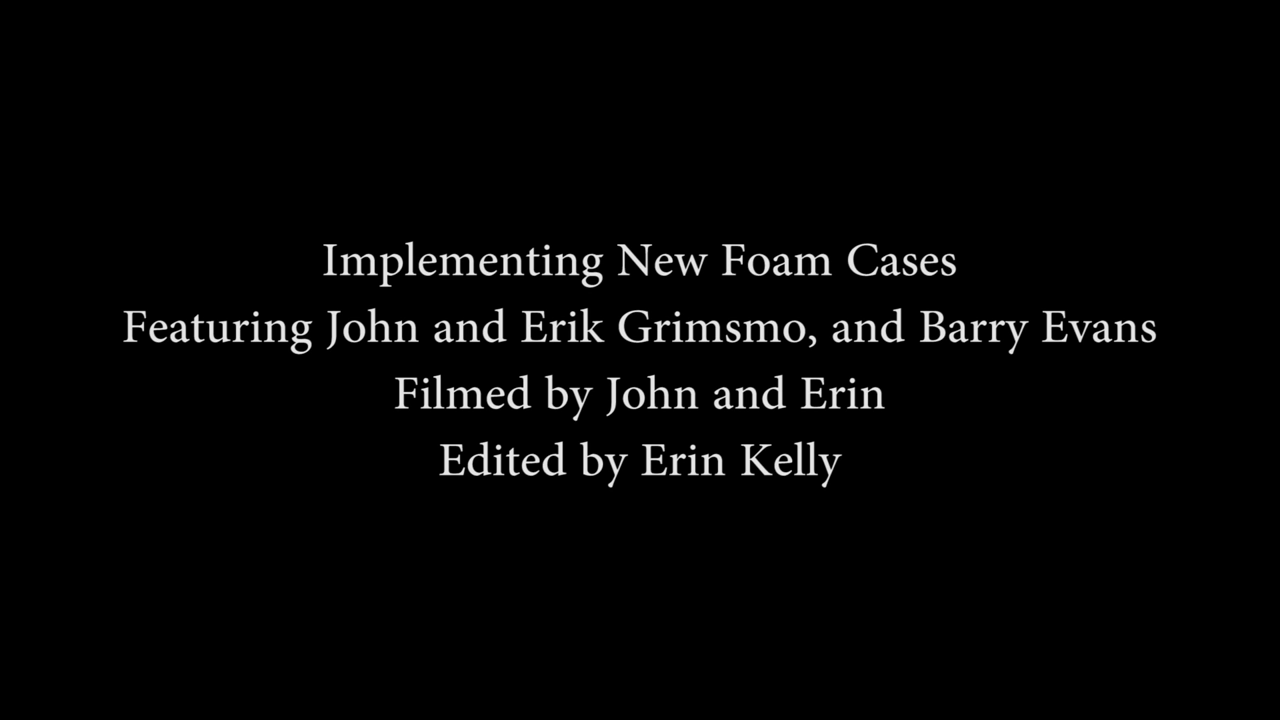 Implementing New Foam Cases
Featuring John and Erik Grimsmo, and Barry Evans
Filmed by John and Erin
Edited by Erin Kelly